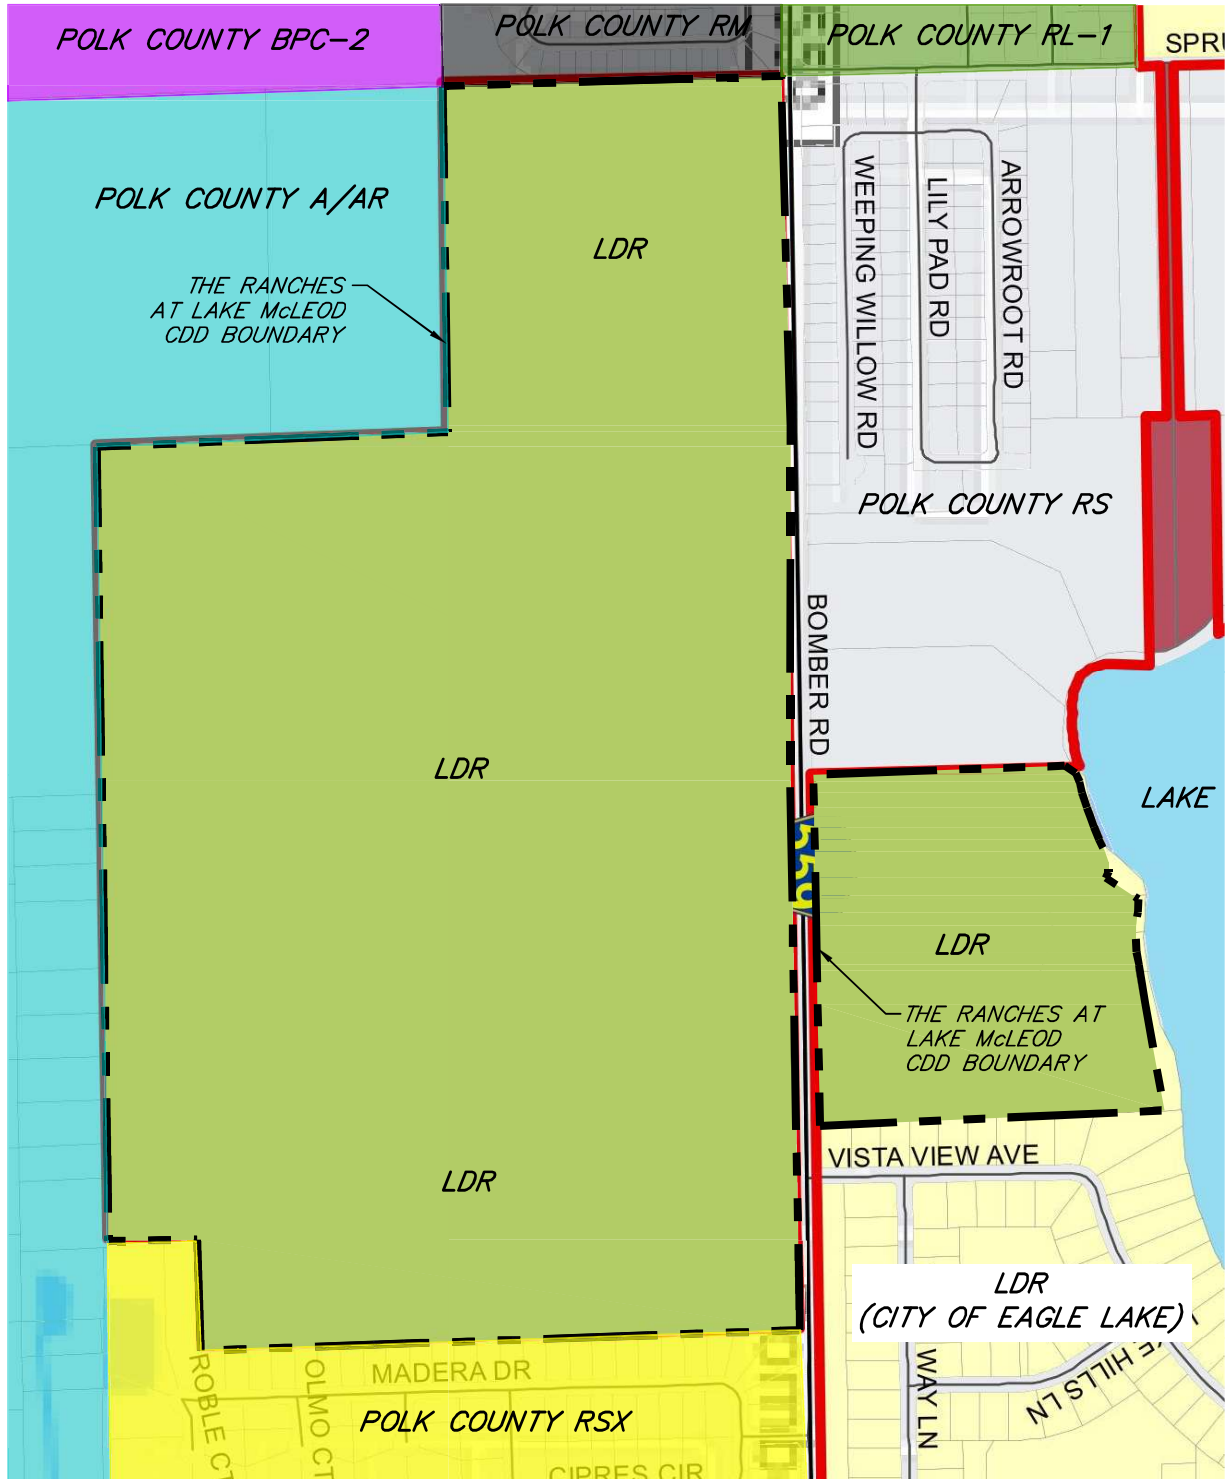 POLK COUNTY BPC-2
POLK COUNTY RM
POLK COUNTY RL-1
POLK COUNTY A/AR
THE RANCHES
AT LAKE McLEOD
CDD BOUNDARY
LDR
WEEPING WILLOW RD
LILY PAD RD
ARROWROOT RD
POLK COUNTY RS
BOMBER RD
LDR
LAKE
559
LDR
THE RANCHES AT
LAKE McLEOD
CDD BOUNDARY
VISTA VIEW AVE
LDR
LDR
(CITY OF EAGLE LAKE)
WAY LN
HILLS LN
MADERA DR
ROBLE CT
OLMO CT
POLK COUNTY RSX
CIPRES CIR